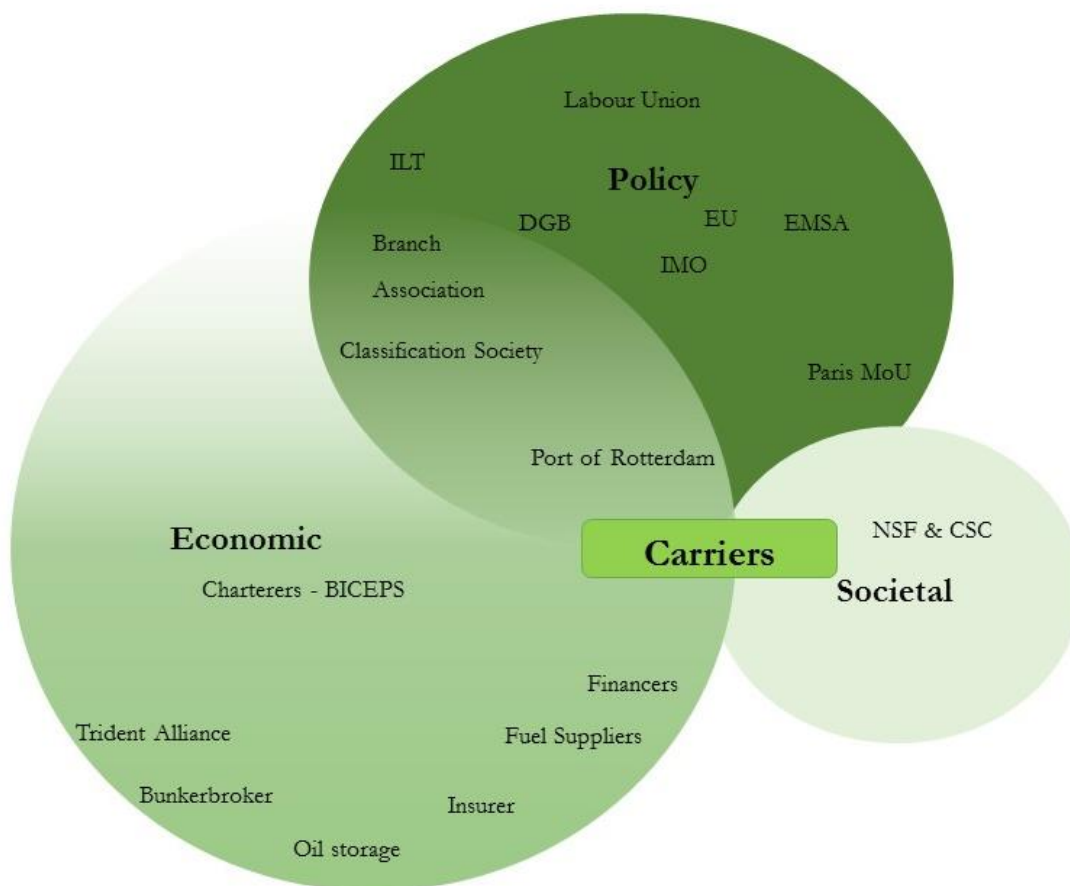 Labour Union
ILT
Policy
DGB
EU
EMSA
Branch
Association
IMO
Classification Society
Paris MoU
Port of Rotterdam
Economic
Carriers
NSF & CSC
Societal
Charterers - BICEPS
Financers
Trident Alliance
Fuel Suppliers
Bunkerbroker
Insurer
Oil storage